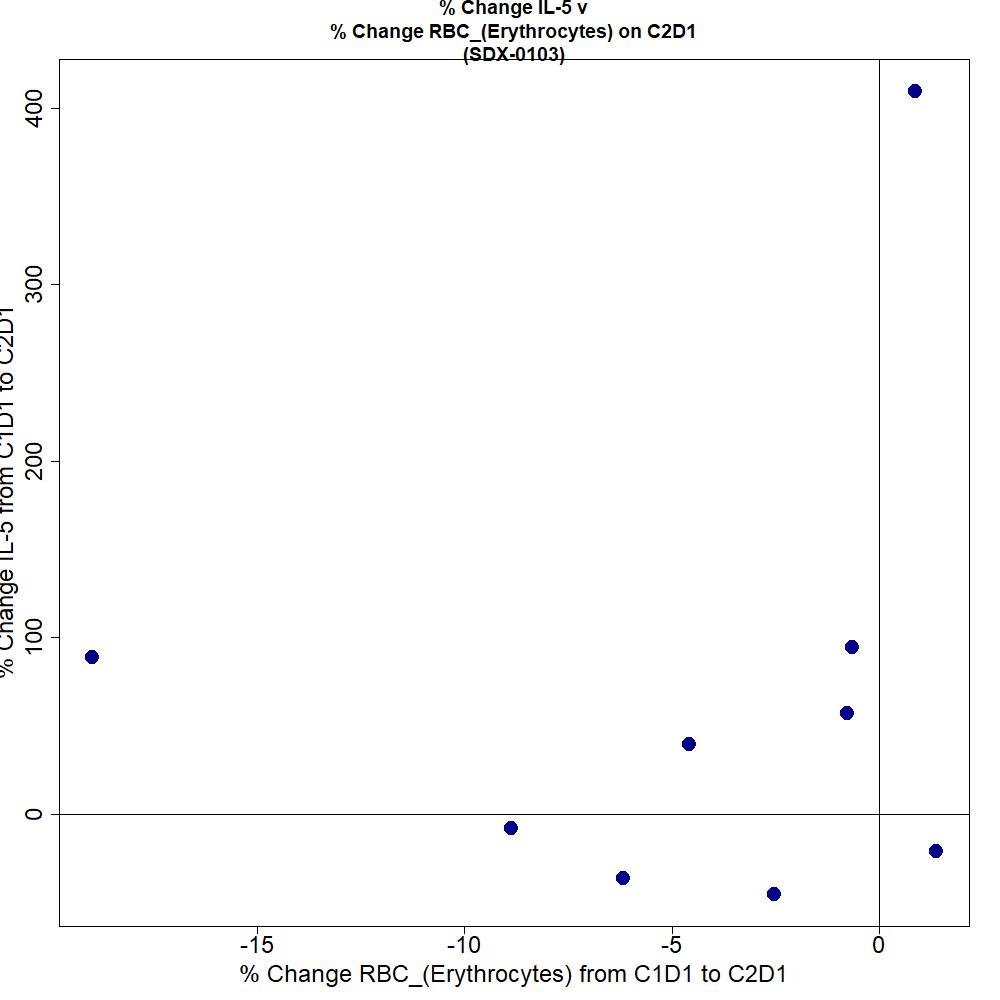 % Change IL-5 v
% Change RBC_(Erythrocytes) on C2D1
(SDX-0103)
% Change IL-5 from C1D1 to C2D1
400
300
200
100
0
-15
-10
-5
0
% Change RBC_(Erythrocytes) from C1D1 to C2D1